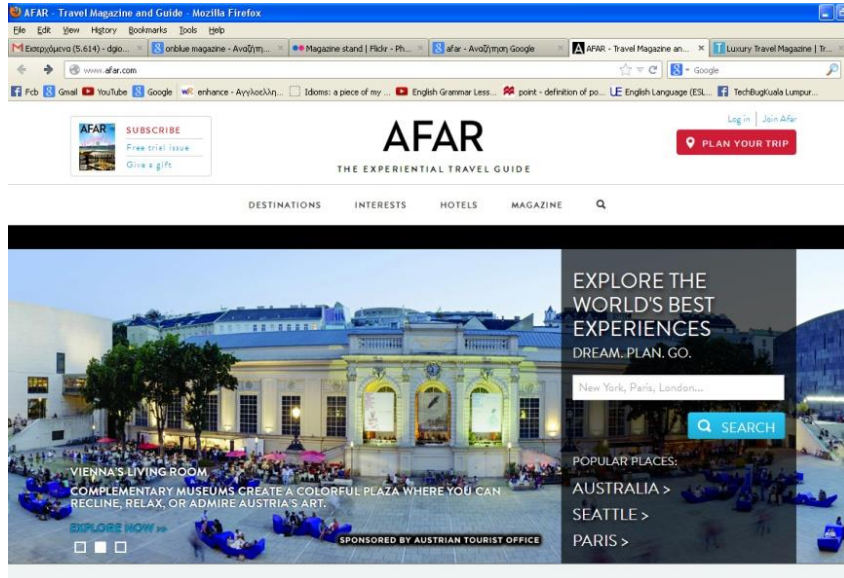 AFAR - Travel Magazine and Guide - Mozilla Firefox
File Edit View History Bookmarks Tools Help
Εισερχόμενα (5.614) - dgio...
onblue magazine - Αναζήτη...
Magazine stand | Flickr - Ph...
afar - Αναζήτηση Google
AFAR - Travel Magazine an...
Luxury Travel Magazine | Tr...
www.afar.com
Google
Fcb Gmail YouTube Google enhance - Αγγλοελλην... Idioms: a piece of my ... English Grammar Less... point - definition of po... English Language (ESL... TechBugKuala Lumpur...
AFAR
SUBSCRIBE
Free trial issue
Give a gift
AFAR
THE EXPERIENTIAL TRAVEL GUIDE
Log in | Join Afar
PLAN YOUR TRIP
DESTINATIONS INTERESTS HOTELS MAGAZINE
EXPLORE THE
WORLD'S BEST
EXPERIENCES
DREAM. PLAN. GO.
New York, Paris, London...
SEARCH
POPULAR PLACES:
AUSTRALIA >
SEATTLE >
PARIS >
VIENNA'S LIVING ROOM
COMPLEMENTARY MUSEUMS CREATE A COLORFUL PLAZA WHERE YOU CAN
RECLINE, RELAX, OR ADMIRE AUSTRIA'S ART.
EXPLORE NOW >>
SPONSORED BY AUSTRIAN TOURIST OFFICE